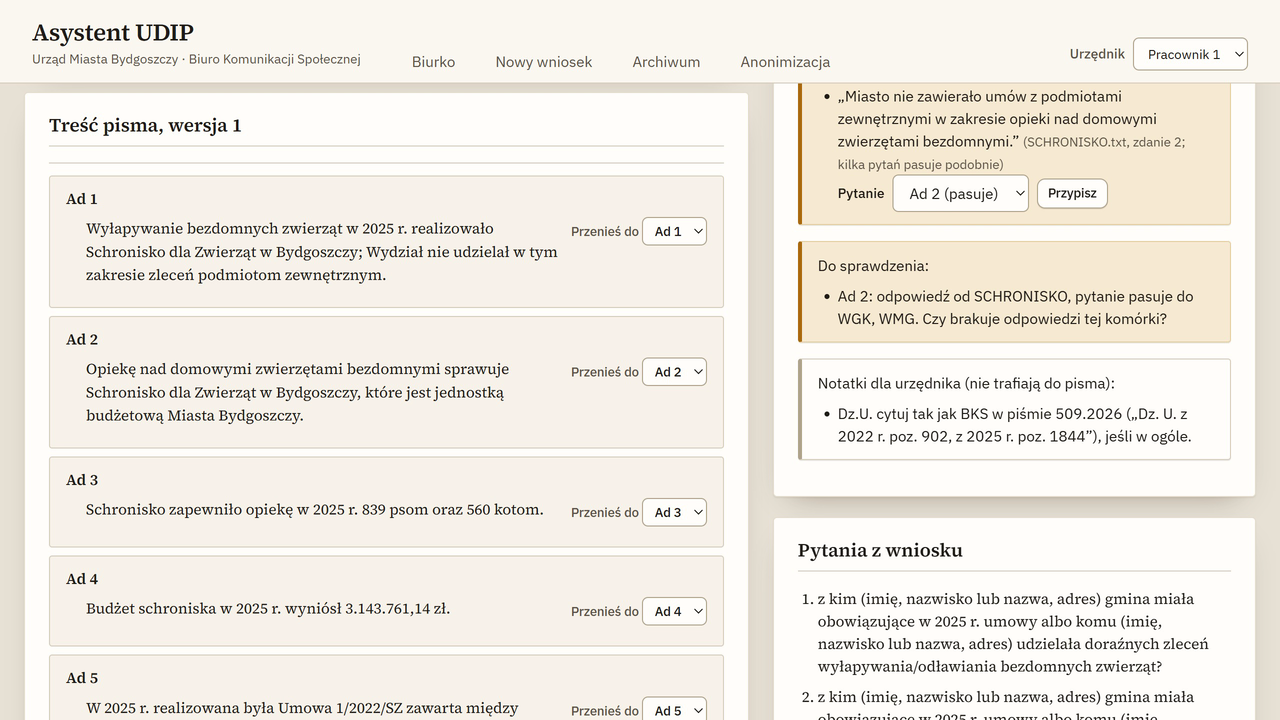 Asystent UDIP
Urząd Miasta Bydgoszczy · Biuro Komunikacji Społecznej
Biurko
Nowy wniosek
Archiwum
Anonimizacja
Urzędnik
Pracownik 1
Treść pisma, wersja 1
Ad 1
Wyłapywanie bezdomnych zwierząt w 2025 r. realizowało
Schronisko dla Zwierząt w Bydgoszczy; Wydział nie udzielał w tym
zakresie zleceń podmiotom zewnętrznym.
Przenieś do
Ad 1
Ad 2
Opiekę nad domowymi zwierzętami bezdomnymi sprawuje
Schronisko dla Zwierząt w Bydgoszczy, które jest jednostką
budżetową Miasta Bydgoszczy.
Przenieś do
Ad 2
Ad 3
Schronisko zapewniło opiekę w 2025 r. 839 psom oraz 560 kotom.
Przenieś do
Ad 3
Ad 4
Budżet schroniska w 2025 r. wyniósł 3.143.761,14 zł.
Przenieś do
Ad 4
Ad 5
W 2025 r. realizowana była Umowa 1/2022/SZ zawarta między
Przenieś do
Ad 5
„Miasto nie zawierało umów z podmiotami
zewnętrznymi w zakresie opieki nad domowymi
zwierzętami bezdomnymi.” (SCHRONISKO.txt, zdanie 2;
kilka pytań pasuje podobnie)
Pytanie
Ad 2 (pasuje)
Przypisz
Do sprawdzenia:
Ad 2: odpowiedź od SCHRONISKO, pytanie pasuje do
WGK, WMG. Czy brakuje odpowiedzi tej komórki?
Notatki dla urzędnika (nie trafiają do pisma):
Dz.U. cytuj tak jak BKS w piśmie 509.2026 („Dz. U. z
2022 r. poz. 902, z 2025 r. poz. 1844”), jeśli w ogóle.
Pytania z wniosku
1. z kim (imię, nazwisko lub nazwa, adres) gmina miała
obowiązujące w 2025 r. umowy albo komu (imię,
nazwisko lub nazwa, adres) udzielała doraźnych zleceń
wyłapywania/odławiania bezdomnych zwierząt?
2. z kim (imię, nazwisko lub nazwa, adres) gmina miała
obowiązujące w 2025 r. umowy albo komu (imię,